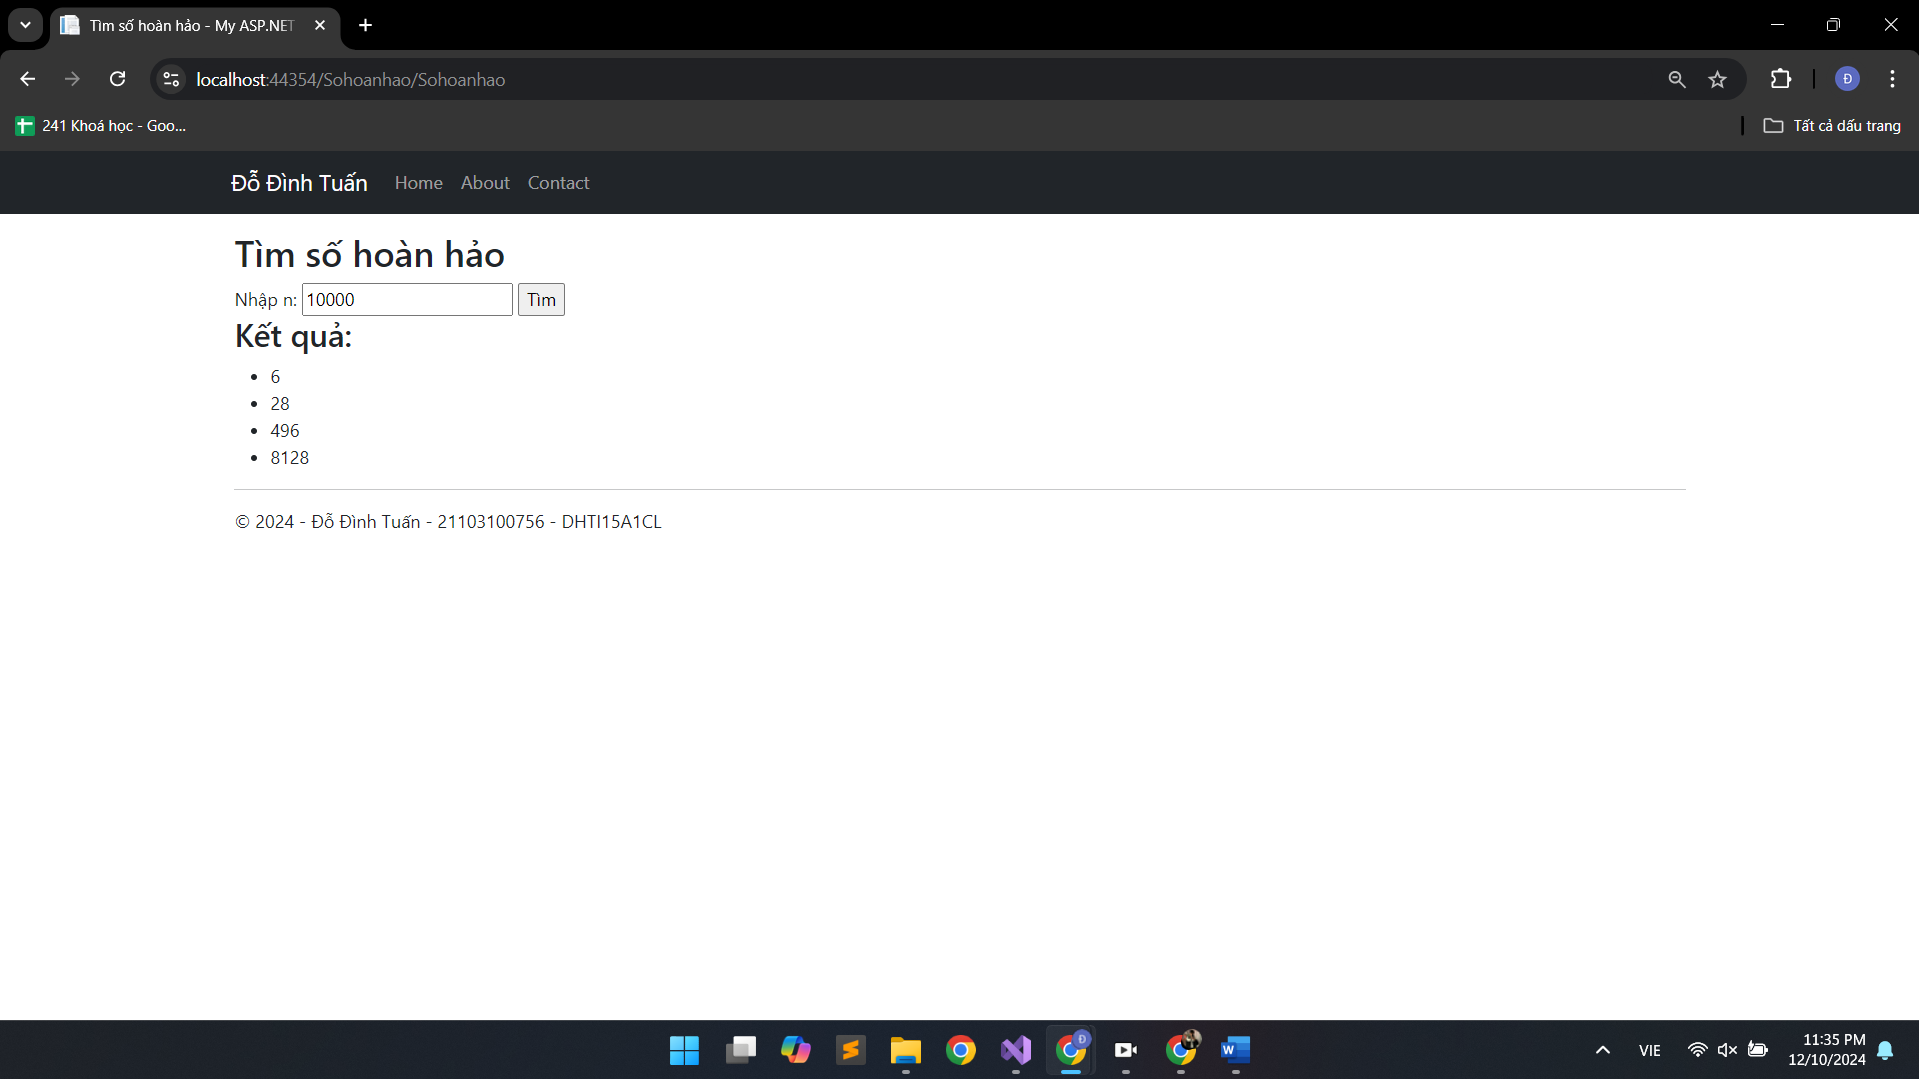 Tìm số hoàn hảo - My ASP.NET
localhost:44354/Sohoanhao/Sohoanhao
Đ
241 Khoá học - Goo...
Tất cả dấu trang
Đỗ Đình Tuấn Home About Contact
Tìm số hoàn hảo
Nhập n: 10000 Tìm
Kết quả:
• 6
• 28
• 496
• 8128
© 2024 - Đỗ Đình Tuấn - 21103100756 - DHTI15A1CL
VIE
11:35 PM
12/10/2024